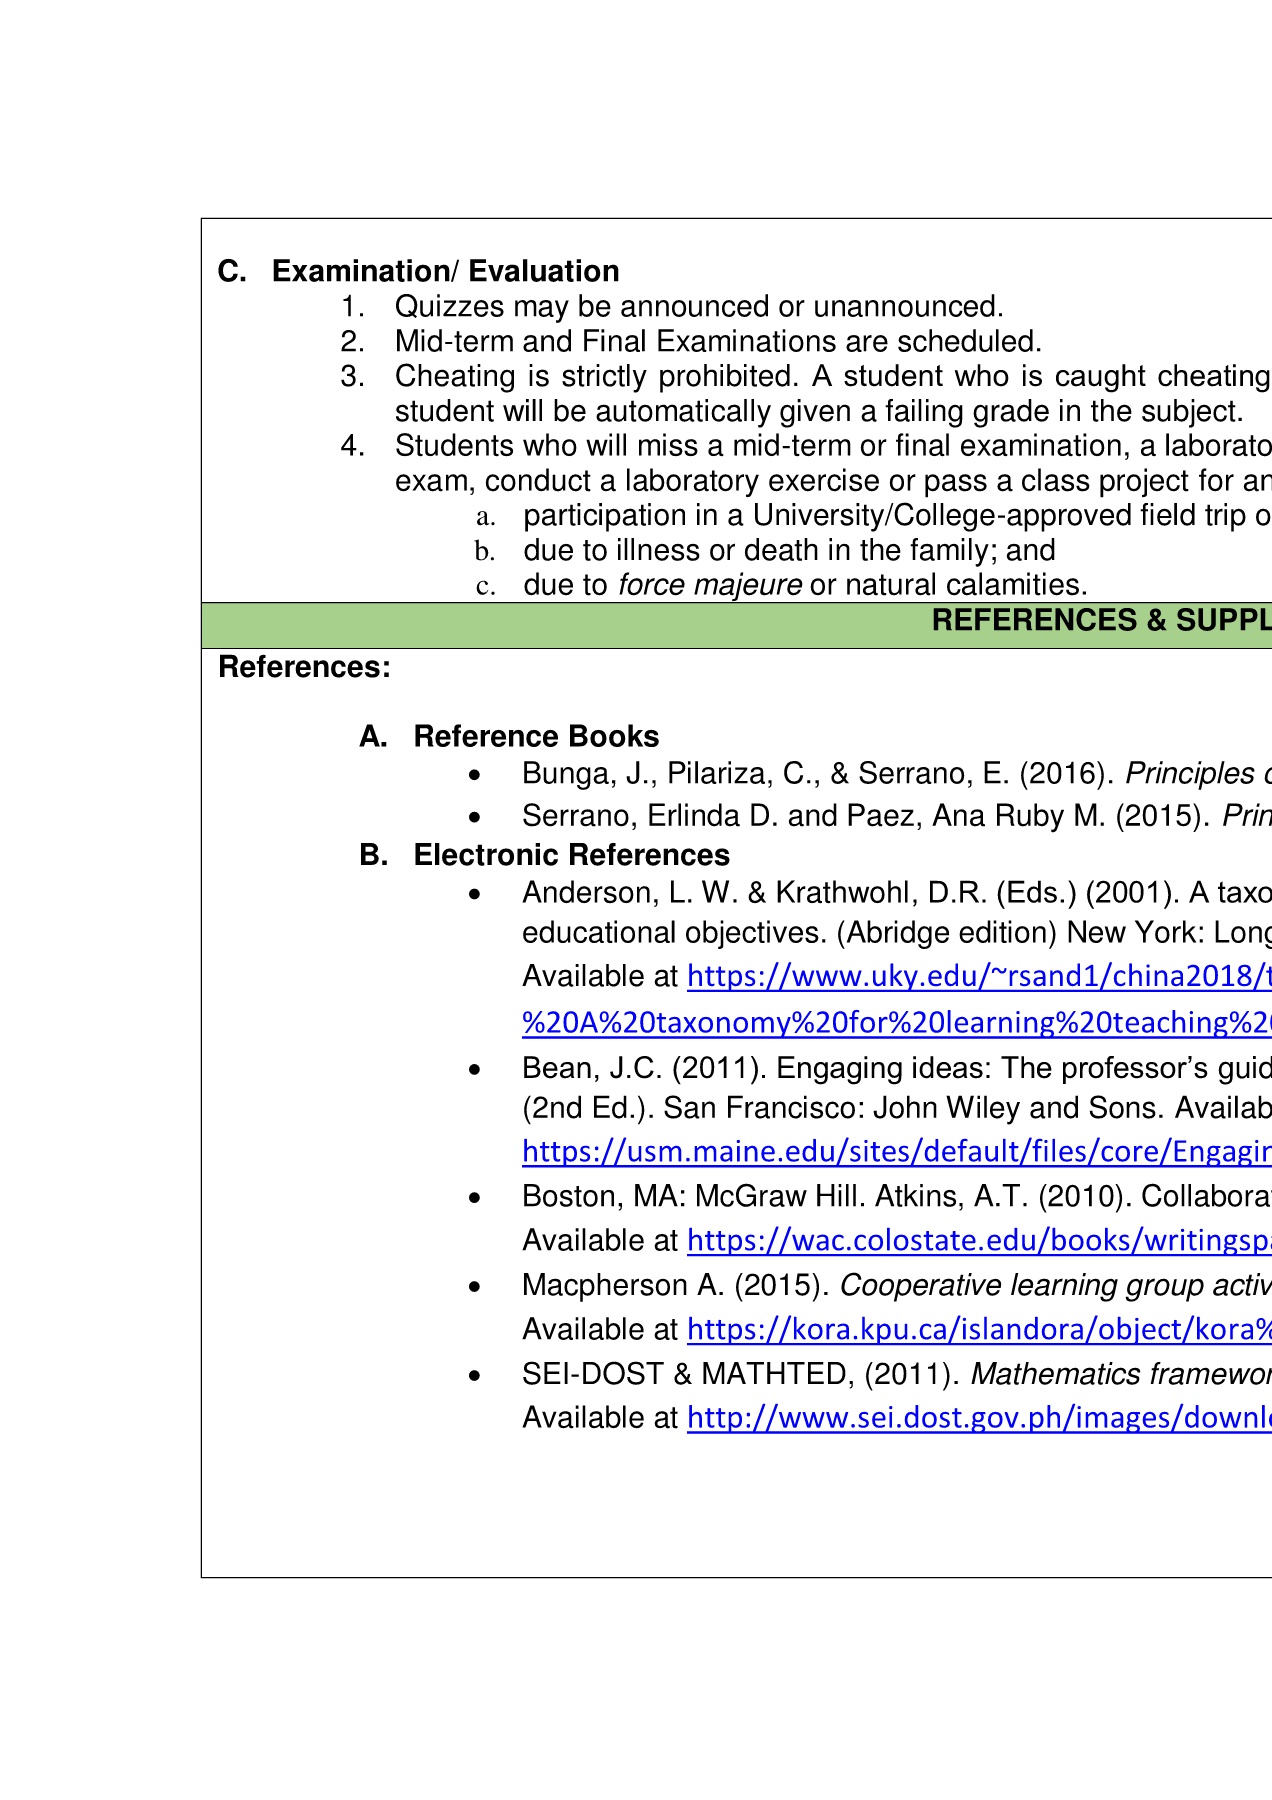 C. Examination/ Evaluation
1. Quizzes may be announced or unannounced.
2. Mid-term and Final Examinations are scheduled.
3. Cheating is strictly prohibited. A student who is caught cheating
student will be automatically given a failing grade in the subject.
4. Students who will miss a mid-term or final examination, a laborato
exam, conduct a laboratory exercise or pass a class project for an
a. participation in a University/College-approved field trip o
b. due to illness or death in the family; and
c. due to force majeure or natural calamities.
REFERENCES & SUPPL
References:
A. Reference Books
• Bunga, J., Pilariza, C., & Serrano, E. (2016). Principles o
• Serrano, Erlinda D. and Paez, Ana Ruby M. (2015). Prin
B. Electronic References
• Anderson, L. W. & Krathwohl, D.R. (Eds.) (2001). A taxo
educational objectives. (Abridge edition) New York: Long
Available at https://www.uky.edu/~rsand1/china2018/t
%20A%20taxonomy%20for%20learning%20teaching%20
• Bean, J.C. (2011). Engaging ideas: The professor's guid
(2nd Ed.). San Francisco: John Wiley and Sons. Availab
https://usm.maine.edu/sites/default/files/core/Engagin
• Boston, MA: McGraw Hill. Atkins, A.T. (2010). Collaborat
Available at https://wac.colostate.edu/books/writingspa
• Macpherson A. (2015). Cooperative learning group activ
Available at https://kora.kpu.ca/islandora/object/kora%
• SEI-DOST & MATHTED, (2011). Mathematics framewor
Available at http://www.sei.dost.gov.ph/images/downlo